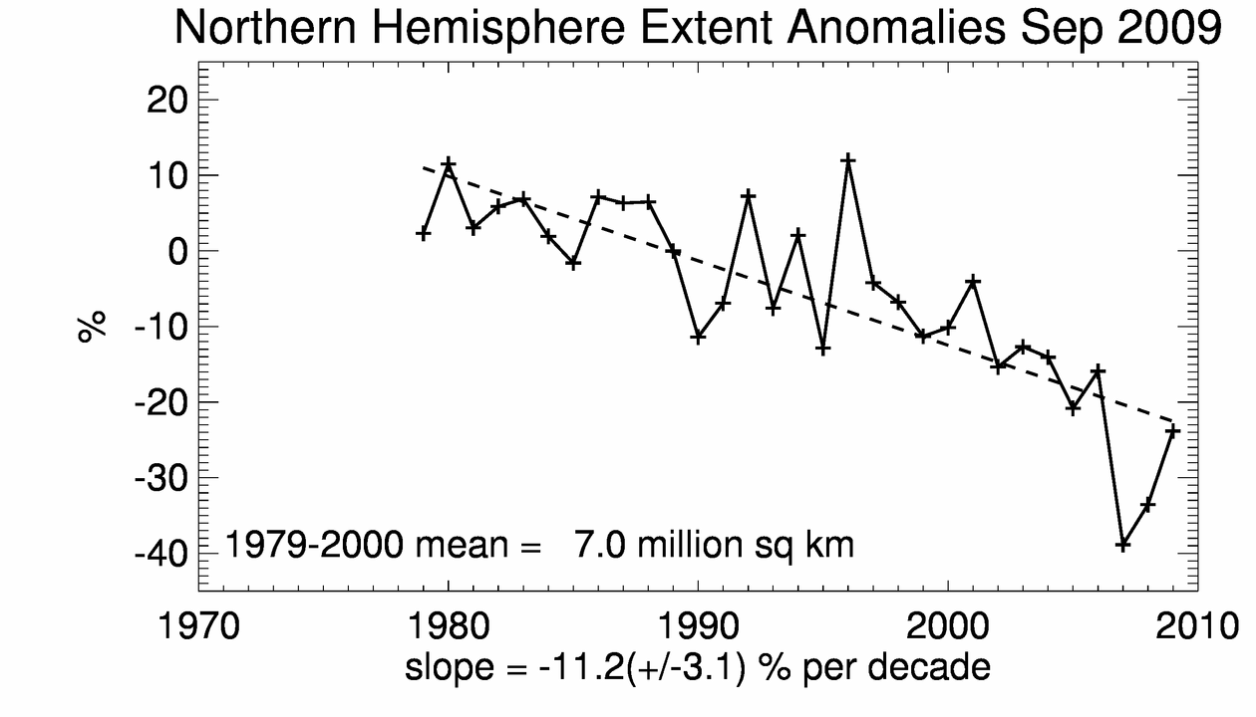 Northern Hemisphere Extent Anomalies Sep 2009
20
10
0
-10
-20
-30
-40
%
1979-2000 mean = 7.0 million sq km
1970 1980 1990 2000 2010
slope = -11.2(+/-3.1) % per decade